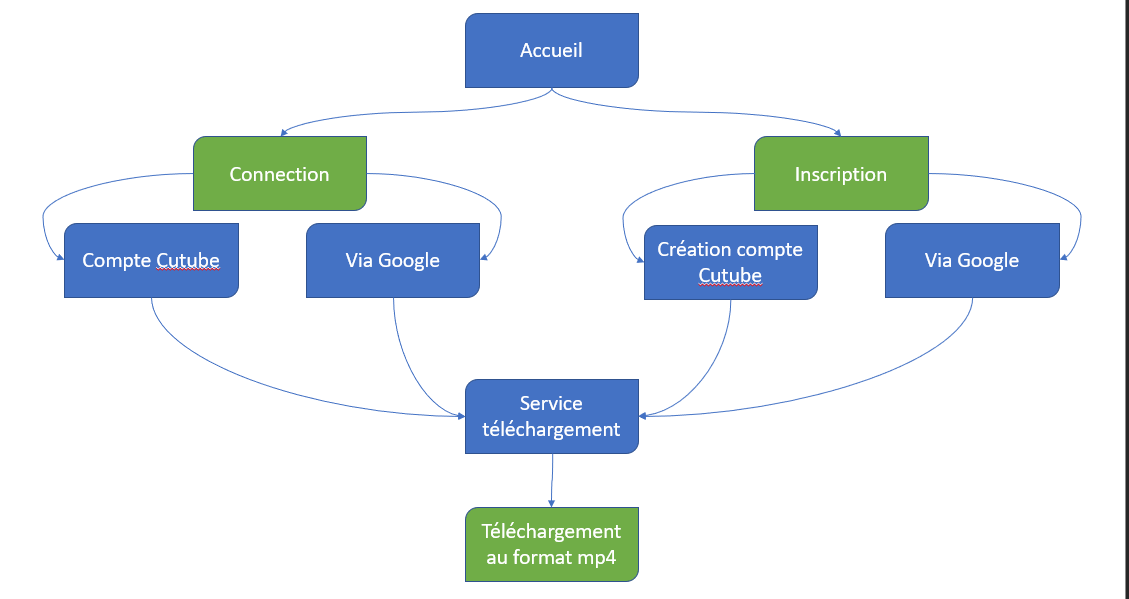 Accueil
Connection
Inscription
Compte Cutube
Via Google
Création compte
Cutube
Via Google
Service
téléchargement
Téléchargement
au format mp4